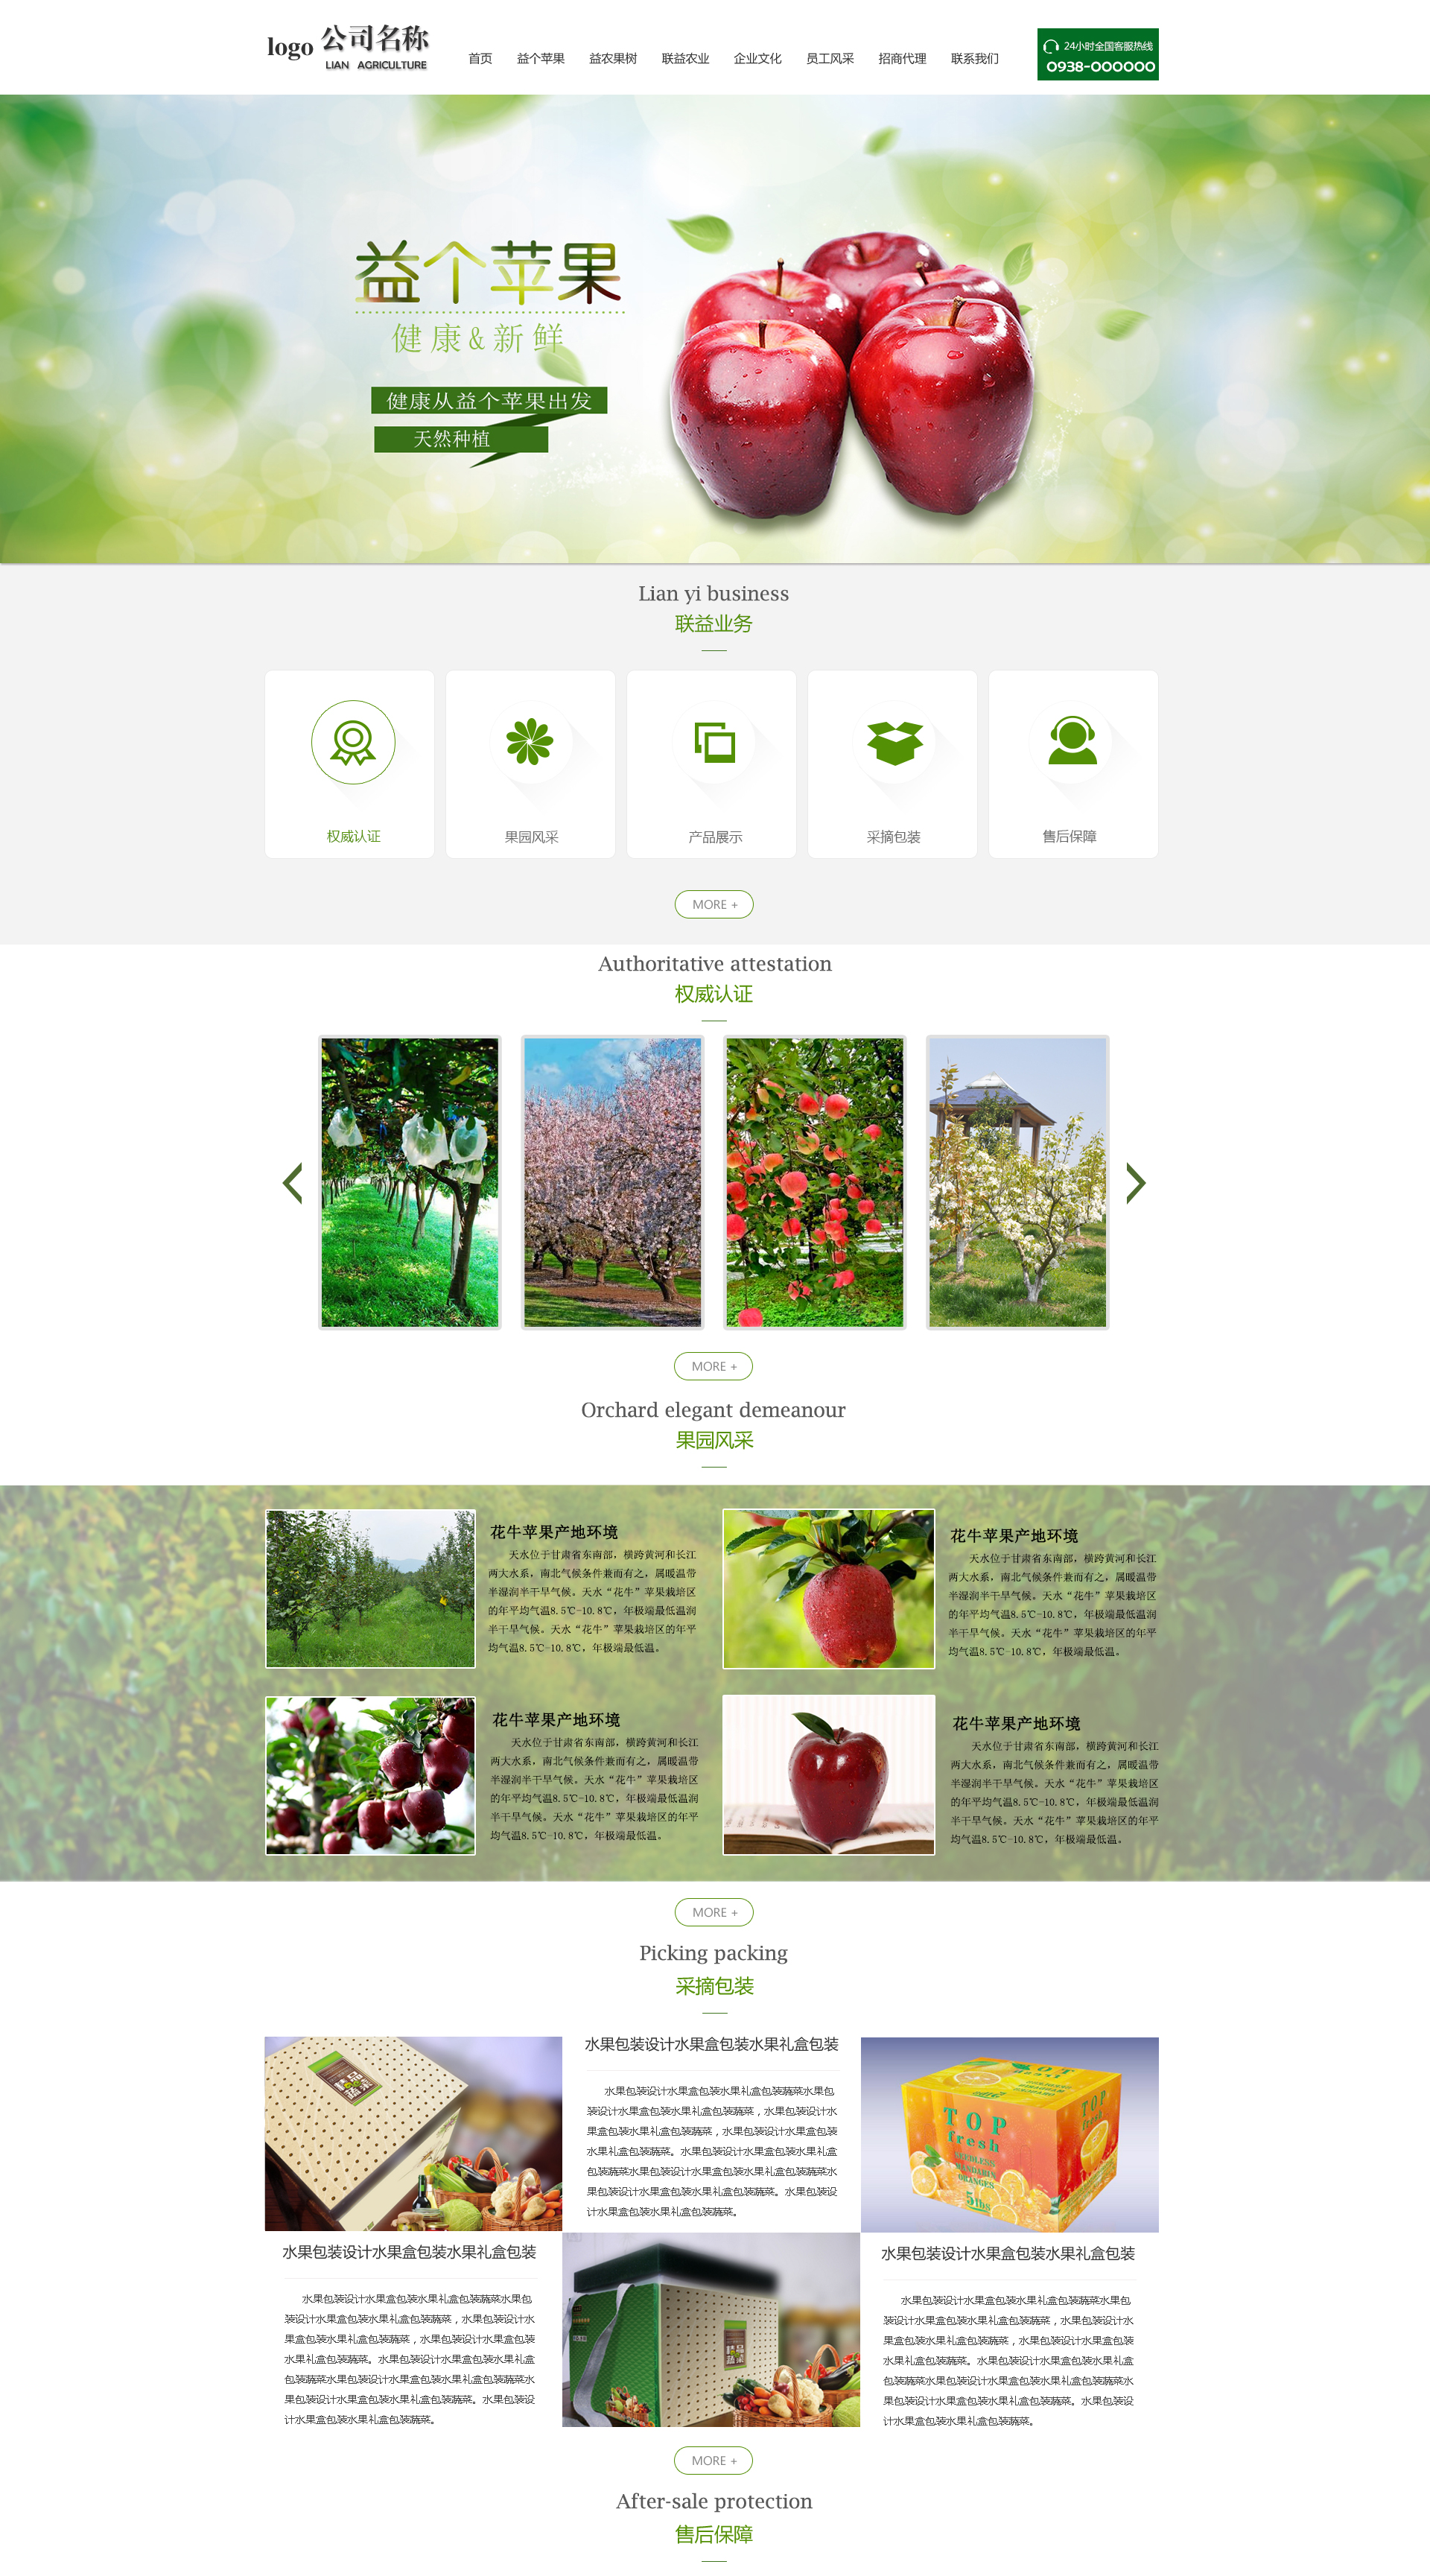 logo 公司名称
LIAN AGRICULTURE
首页 益个苹果 益农果树 联益农业 企业文化 员工风采 招商代理 联系我们
24小时全国客服热线
0938-000000
益个苹果
健康&新鲜
健康从益个苹果出发
天然种植
Lian yi business
联益业务
权威认证 果园风采 产品展示 采摘包装 售后保障
MORE +
Authoritative attestation
权威认证
MORE +
Orchard elegant demeanour
果园风采
花牛苹果产地环境
天水位于甘肃省东南部，横跨黄河和长江
两大水系，南北气候条件兼而有之，属暖温带
半湿润半干旱气候。天水“花牛”苹果栽培区
的年平均气温8.5℃-10.8℃，年极端最低温润
半干旱气候。天水“花牛”苹果栽培区的年平
均气温8.5℃-10.8℃，年极端最低温。
花牛苹果产地环境
天水位于甘肃省东南部，横跨黄河和长江
两大水系，南北气候条件兼而有之，属暖温带
半湿润半干旱气候。天水“花牛”苹果栽培区
的年平均气温8.5℃-10.8℃，年极端最低温润
半干旱气候。天水“花牛”苹果栽培区的年平
均气温8.5℃-10.8℃，年极端最低温。
花牛苹果产地环境
天水位于甘肃省东南部，横跨黄河和长江
两大水系，南北气候条件兼而有之，属暖温带
半湿润半干旱气候。天水“花牛”苹果栽培区
的年平均气温8.5℃-10.8℃，年极端最低温润
半干旱气候。天水“花牛”苹果栽培区的年平
均气温8.5℃-10.8℃，年极端最低温。
花牛苹果产地环境
天水位于甘肃省东南部，横跨黄河和长江
两大水系，南北气候条件兼而有之，属暖温带
半湿润半干旱气候。天水“花牛”苹果栽培区
的年平均气温8.5℃-10.8℃，年极端最低温润
半干旱气候。天水“花牛”苹果栽培区的年平
均气温8.5℃-10.8℃，年极端最低温。
MORE +
Picking packing
采摘包装
精品
蔬菜
水果包装设计水果盒包装水果礼盒包装
水果包装设计水果盒包装水果礼盒包装蔬菜水果包
装设计水果盒包装水果礼盒包装蔬菜，水果包装设计水
果盒包装水果礼盒包装蔬菜，水果包装设计水果盒包装
水果礼盒包装蔬菜。水果包装设计水果盒包装水果礼盒
包装蔬菜水果包装设计水果盒包装水果礼盒包装蔬菜水
果包装设计水果盒包装水果礼盒包装蔬菜。水果包装设
计水果盒包装水果礼盒包装蔬菜。
TOP
fresh
SEEDLESS
MANDARIN
ORANGES
5 lbs
TOP
fresh
水果包装设计水果盒包装水果礼盒包装
水果包装设计水果盒包装水果礼盒包装蔬菜水果包
装设计水果盒包装水果礼盒包装蔬菜，水果包装设计水
果盒包装水果礼盒包装蔬菜，水果包装设计水果盒包装
水果礼盒包装蔬菜。水果包装设计水果盒包装水果礼盒
包装蔬菜水果包装设计水果盒包装水果礼盒包装蔬菜水
果包装设计水果盒包装水果礼盒包装蔬菜。水果包装设
计水果盒包装水果礼盒包装蔬菜。
精品
蔬菜
水果包装设计水果盒包装水果礼盒包装
水果包装设计水果盒包装水果礼盒包装蔬菜水果包
装设计水果盒包装水果礼盒包装蔬菜，水果包装设计水
果盒包装水果礼盒包装蔬菜，水果包装设计水果盒包装
水果礼盒包装蔬菜。水果包装设计水果盒包装水果礼盒
包装蔬菜水果包装设计水果盒包装水果礼盒包装蔬菜水
果包装设计水果盒包装水果礼盒包装蔬菜。水果包装设
计水果盒包装水果礼盒包装蔬菜。
MORE +
After-sale protection
售后保障